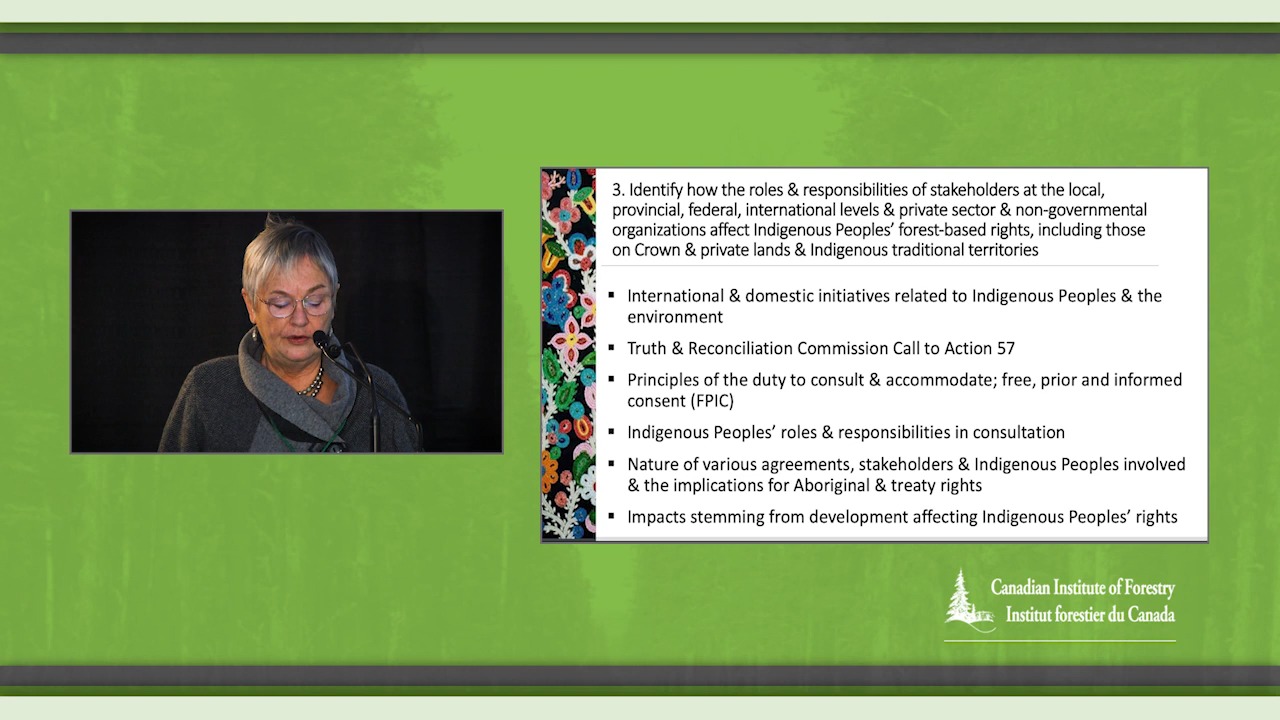 3. Identify how the roles & responsibilities of stakeholders at the local,
provincial, federal, international levels & private sector & non-governmental
organizations affect Indigenous Peoples' forest-based rights, including those
on Crown & private lands & Indigenous traditional territories
▪ International & domestic initiatives related to Indigenous Peoples & the
environment
▪ Truth & Reconciliation Commission Call to Action 57
▪ Principles of the duty to consult & accommodate; free, prior and informed
consent (FPIC)
▪ Indigenous Peoples' roles & responsibilities in consultation
▪ Nature of various agreements, stakeholders & Indigenous Peoples involved
& the implications for Aboriginal & treaty rights
▪ Impacts stemming from development affecting Indigenous Peoples' rights
Canadian Institute of Forestry
Institut forestier du Canada